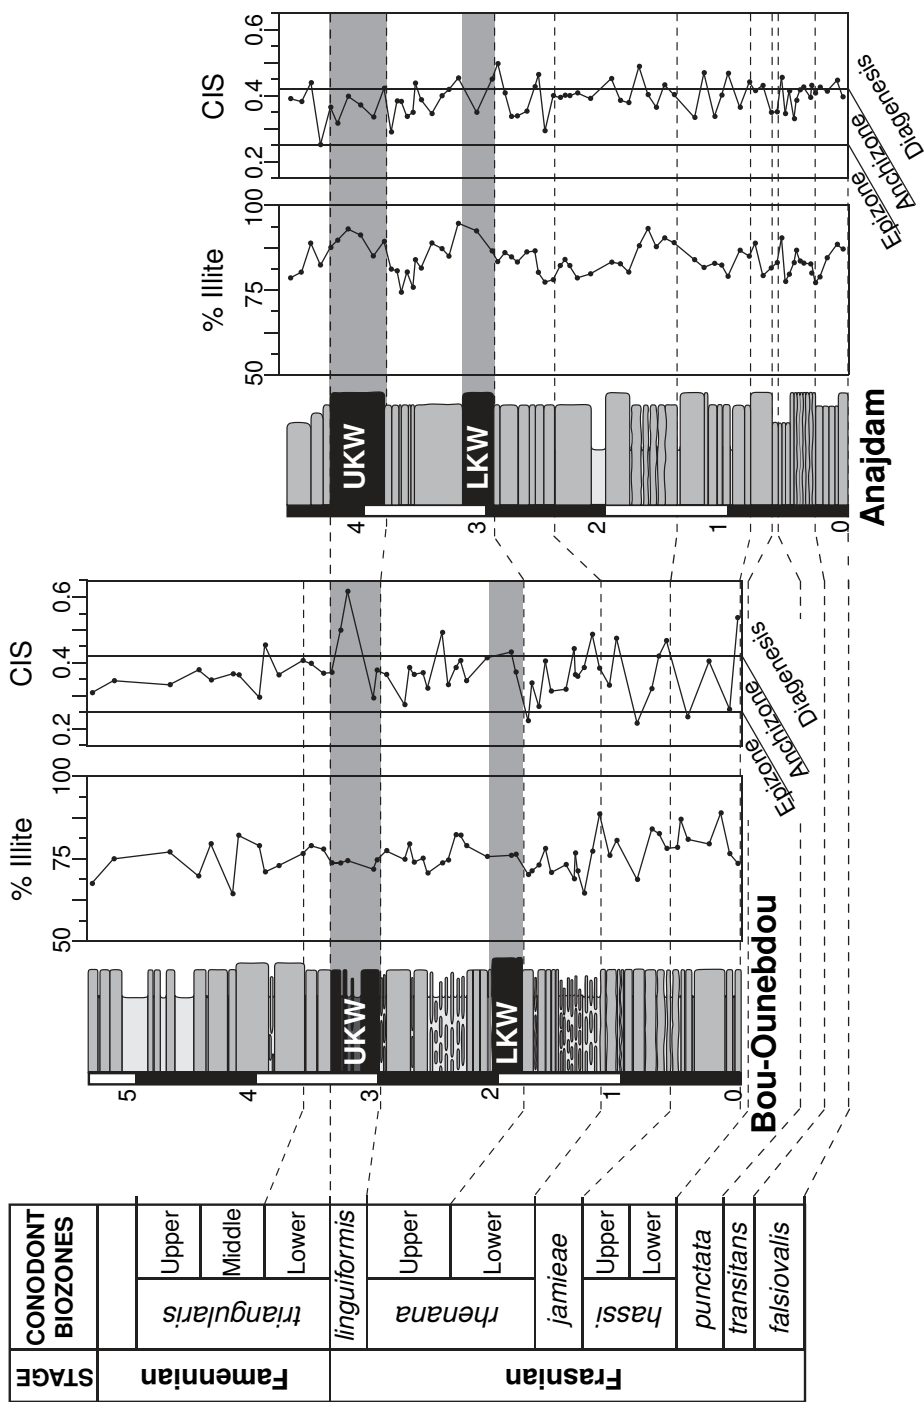 0.6
CIS
0.4
0.2
Epizone
Anchizone
Diagenesis
100
% Illite
75
50
UKW
LKW
4
3
2
1
0
Anajdam
0.6
CIS
0.4
0.2
Epizone
Anchizone
Diagenesis
100
% Illite
75
50
UKW
LKW
5
4
3
2
1
0
Bou-Ounebdou
CONODONT
BIOZONES
STAGE
Upper
Middle
Lower
triangularis
linguiformis
Upper
Lower
rhenana
jamieae
Upper
Lower
hassi
punctata
transitans
falsiovalis
Famennian
Frasnian